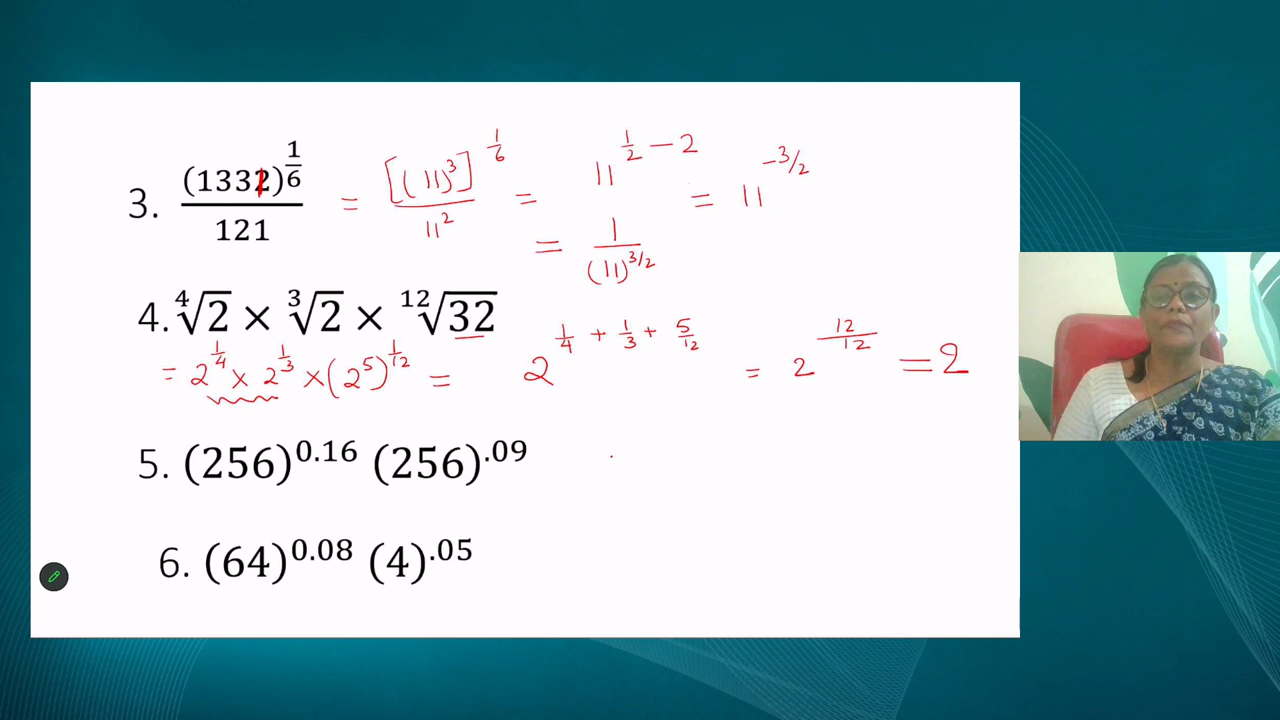 3. (1331)^{1/6} / 121 = [(11)^3]^{1/6} / 11^2 = 11^{1/2 - 2} = 11^{-3/2}
= 1 / (11)^{3/2}
4. ∜2 × ∛2 × ¹²√32
= 2^{1/4} × 2^{1/3} × (2^5)^{1/12} = 2^{1/4 + 1/3 + 5/12} = 2^{12/12} = 2
5. (256)^{0.16} (256)^{.09}
6. (64)^{0.08} (4)^{.05}